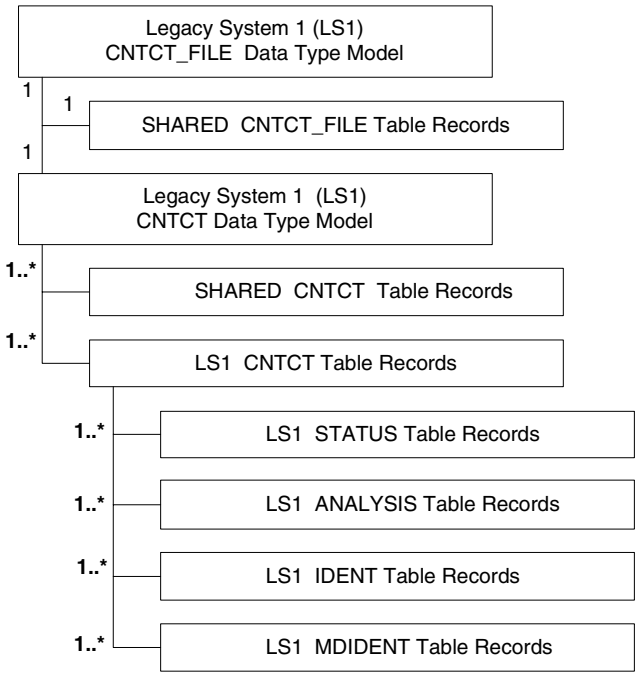 Legacy System 1 (LS1)
CNTCT_FILE Data Type Model
1
1
SHARED CNTCT_FILE Table Records
1
Legacy System 1 (LS1)
CNTCT Data Type Model
1..*
SHARED CNTCT Table Records
1..*
LS1 CNTCT Table Records
1..*
LS1 STATUS Table Records
1..*
LS1 ANALYSIS Table Records
1..*
LS1 IDENT Table Records
1..*
LS1 MDIDENT Table Records